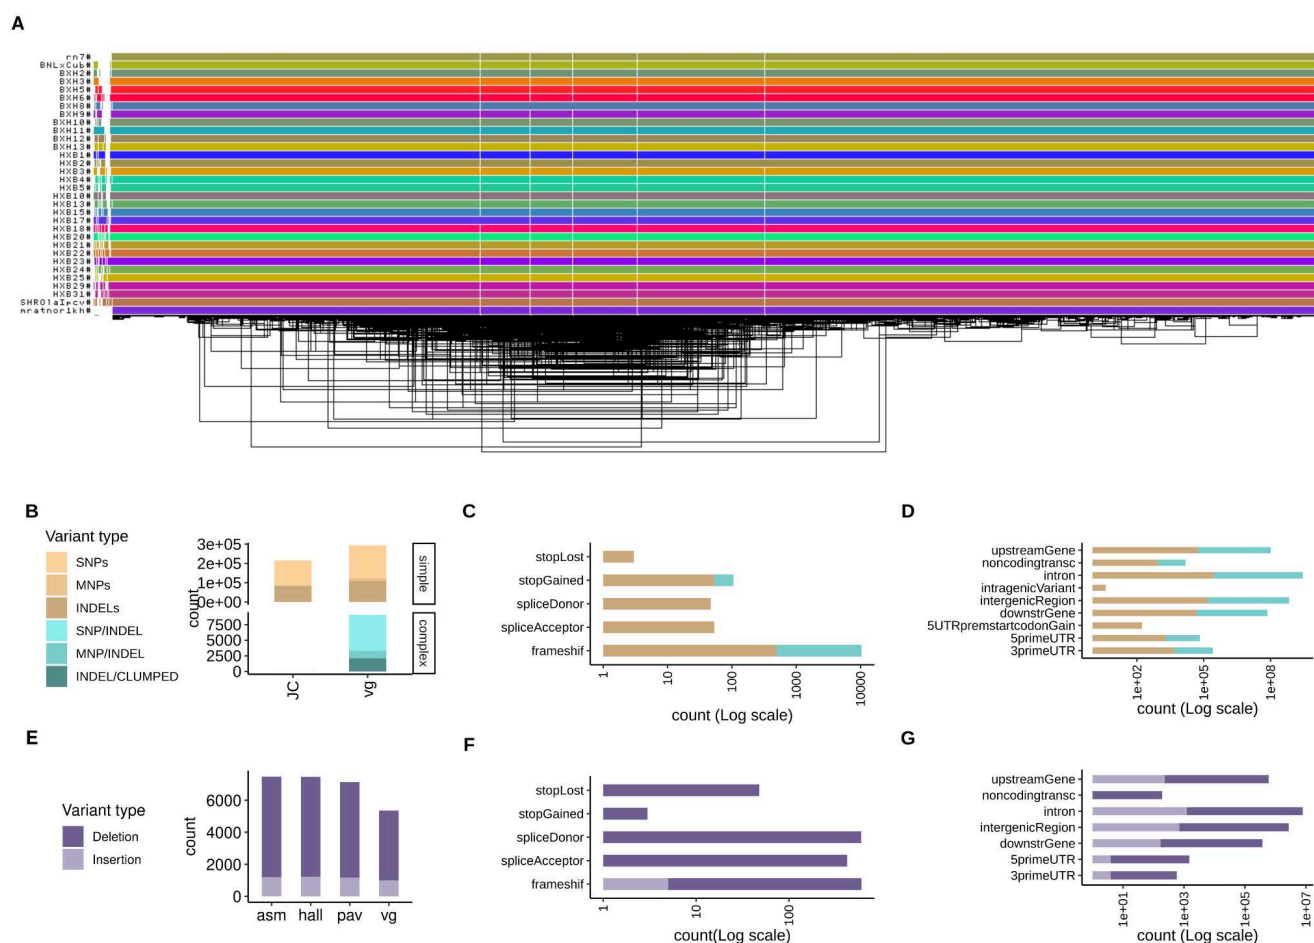 A
rn7#
BNLxCub#
BXH2#
BXH3#
BXH5#
BXH6#
BXH8#
BXH9#
BXH10#
BXH11#
BXH12#
BXH13#
HXB1#
HXB2#
HXB3#
HXB4#
HXB5#
HXB10#
HXB13#
HXB15#
HXB17#
HXB18#
HXB20#
HXB21#
HXB22#
HXB23#
HXB24#
HXB25#
HXB29#
HXB31#
SHROlaIpcv#
mratnor1kh#
B
Variant type
SNPs
MNPs
INDELs
SNP/INDEL
MNP/INDEL
INDEL/CLUMPED
count
3e+05
2e+05
1e+05
0e+00
7500
5000
2500
0
simple
complex
JC
vg
C
stopLost
stopGained
spliceDonor
spliceAcceptor
frameshif
1
10
100
1000
10000
count (Log scale)
D
upstreamGene
noncodingtransc
intron
intragenicVariant
intergenicRegion
downstrGene
5UTRpremstartcodonGain
5primeUTR
3primeUTR
1e+02
1e+05
1e+08
count (Log scale)
E
Variant type
Deletion
Insertion
count
6000
4000
2000
0
asm
hall
pav
vg
F
stopLost
stopGained
spliceDonor
spliceAcceptor
frameshif
1
100
count(Log scale)
G
upstreamGene
noncodingtransc
intron
intergenicRegion
downstrGene
5primeUTR
3primeUTR
1e+01
1e+03
1e+05
1e+07
count (Log scale)